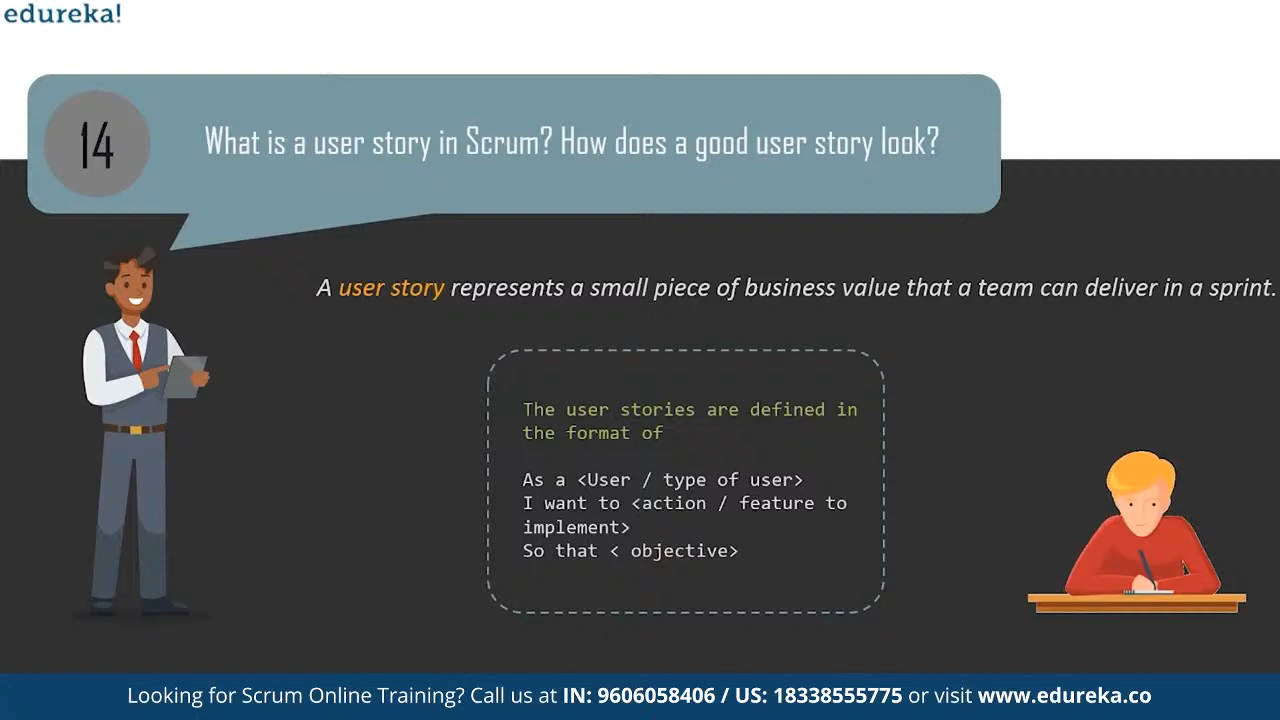 edureka!
14
What is a user story in Scrum? How does a good user story look?
A user story represents a small piece of business value that a team can deliver in a sprint.
The user stories are defined in
the format of
As a <User / type of user>
I want to <action / feature to
implement>
So that < objective>
Looking for Scrum Online Training? Call us at IN: 9606058406 / US: 18338555775 or visit www.edureka.co